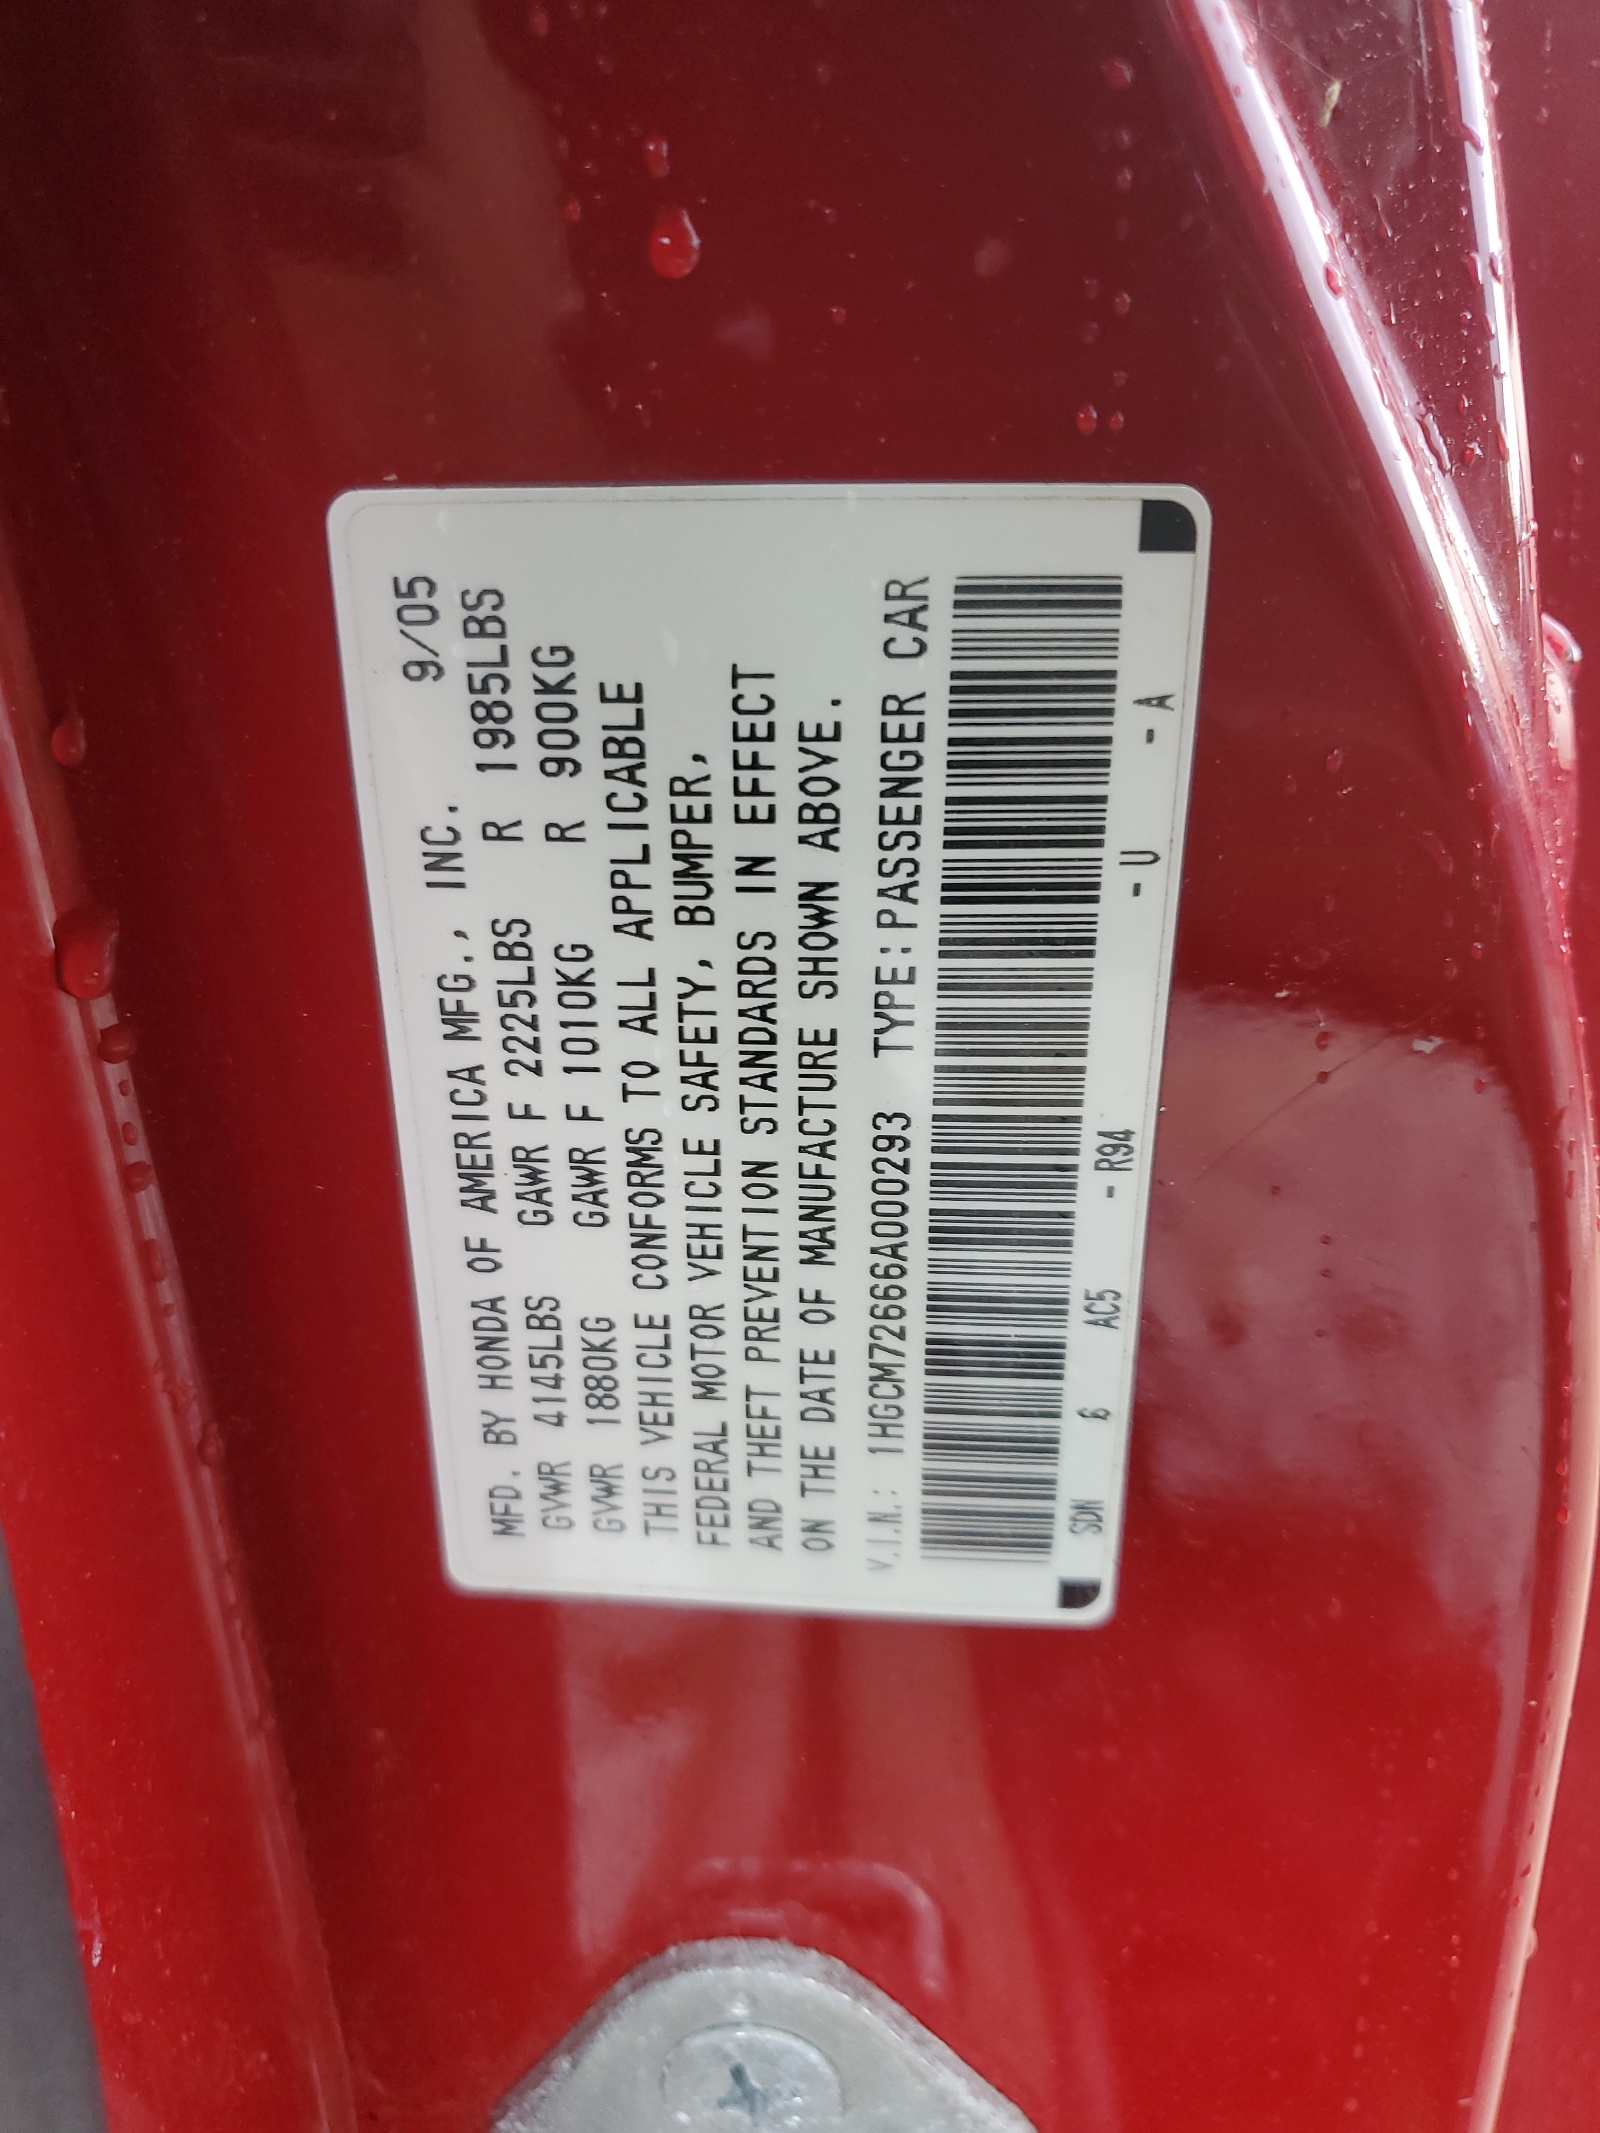 MFD. BY HONDA OF AMERICA MFG., INC. 9/05
GVWR 4145LBS GAWR F 2225LBS R 1985LBS
GVWR 1880KG GAWR F 1010KG R 900KG
THIS VEHICLE CONFORMS TO ALL APPLICABLE
FEDERAL MOTOR VEHICLE SAFETY, BUMPER,
AND THEFT PREVENTION STANDARDS IN EFFECT
ON THE DATE OF MANUFACTURE SHOWN ABOVE.
V.I.N.: 1HGCM72666A000293 TYPE:PASSENGER CAR
SDN 6 AC5 - R94 - U - A